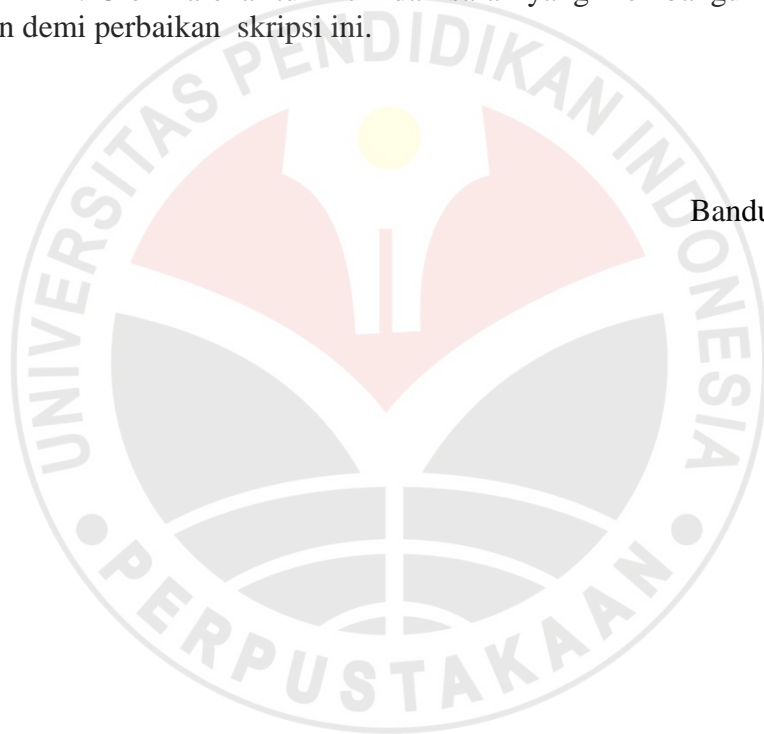 n demi perbaikan skripsi ini.
Bandu
UNIVERSITAS PENDIDIKAN INDONESIA
PERPUSTAKAAN